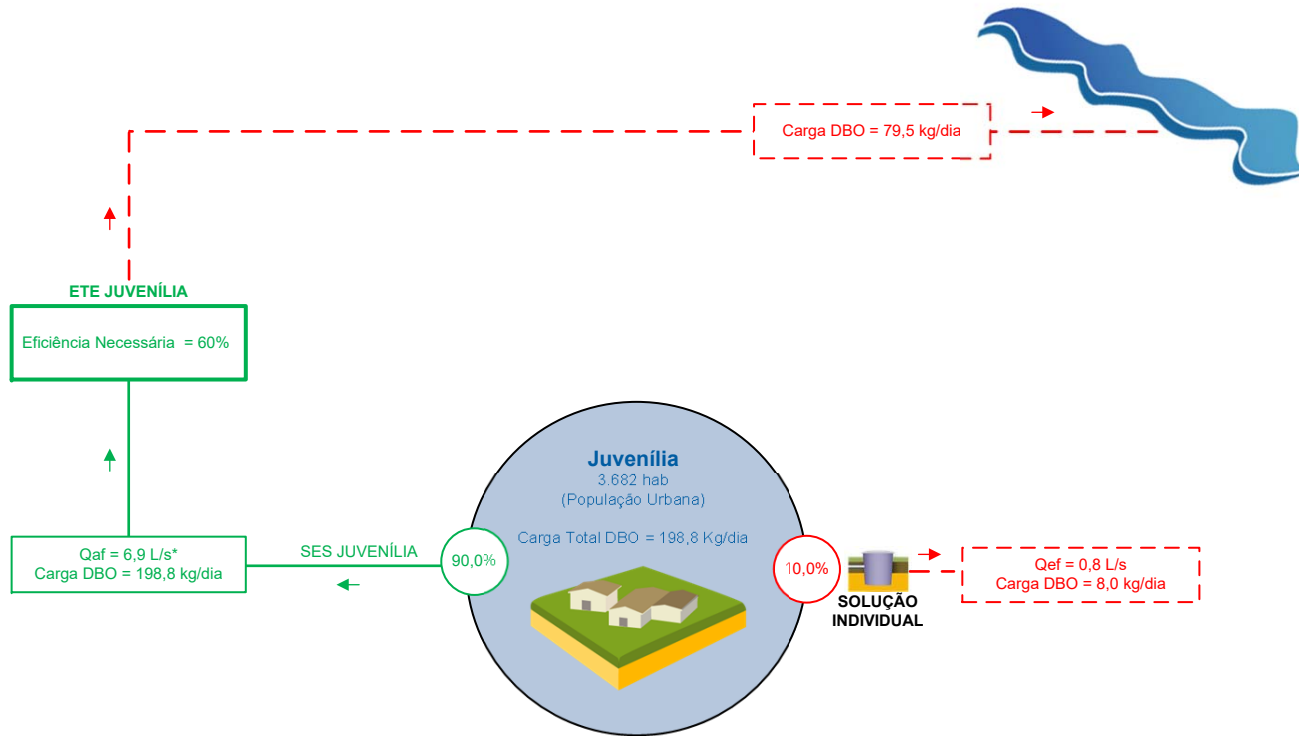 Carga DBO = 79,5 kg/dia
ETE JUVENÍLIA
Eficiência Necessária = 60%
Juvenília
3.682 hab
(População Urbana)
Carga Total DBO = 198,8 Kg/dia
Qaf = 6,9 L/s*
Carga DBO = 198,8 kg/dia
SES JUVENÍLIA
90,0%
10,0%
SOLUÇÃO
INDIVIDUAL
Qef = 0,8 L/s
Carga DBO = 8,0 kg/dia